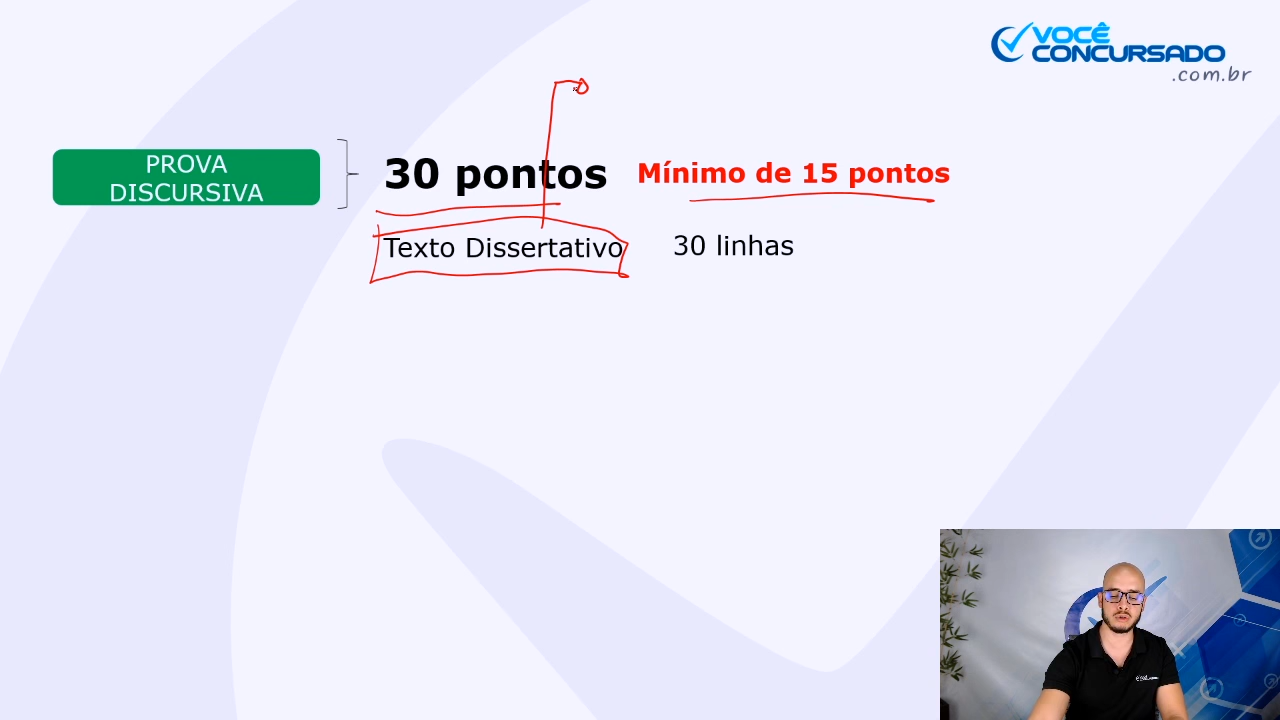 VOCÊ
CONCURSADO
.com.br
PROVA
DISCURSIVA
30 pontos
Mínimo de 15 pontos
Texto Dissertativo
30 linhas